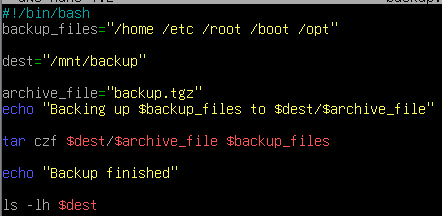 #!/bin/bash
backup_files="/home /etc /root /boot /opt"
dest="/mnt/backup"
archive_file="backup.tgz"
echo "Backing up $backup_files to $dest/$archive_file"
tar czf $dest/$archive_file $backup_files
echo "Backup finished"
ls -lh $dest